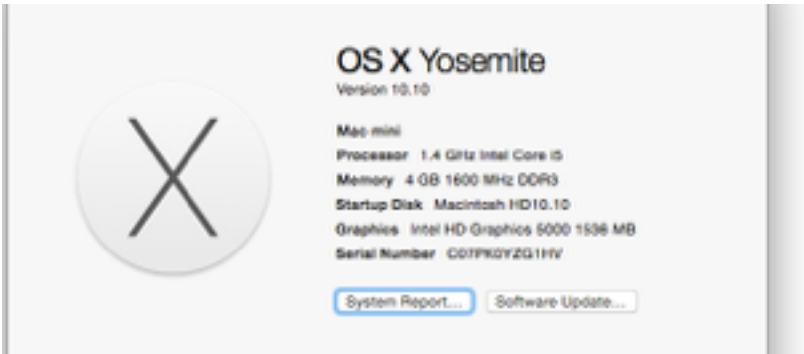 OS X Yosemite
Version 10.10
Mac mini
Processor 1.4 GHz Intel Core i5
Memory 4 GB 1600 MHz DDR3
Startup Disk Macintosh HD10.10
Graphics Intel HD Graphics 5000 1536 MB
Serial Number
System Report...
Software Update...